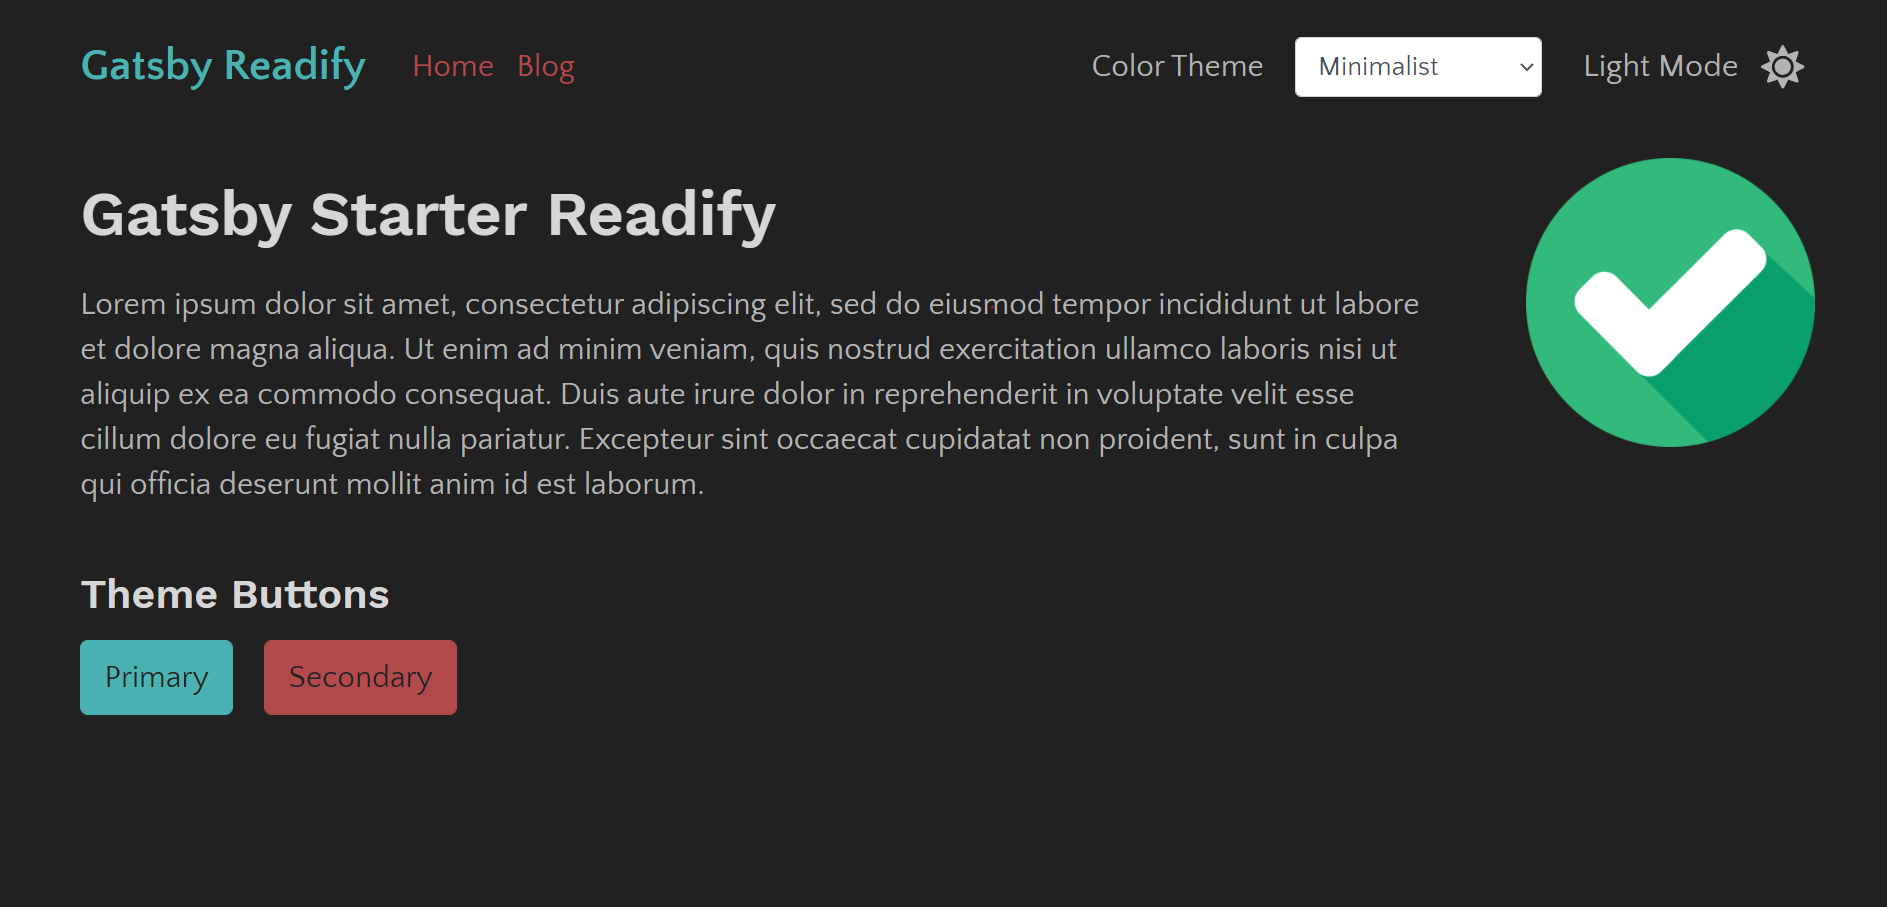 Gatsby Readify Home Blog Color Theme Minimalist Light Mode
Gatsby Starter Readify
Lorem ipsum dolor sit amet, consectetur adipiscing elit, sed do eiusmod tempor incididunt ut labore
et dolore magna aliqua. Ut enim ad minim veniam, quis nostrud exercitation ullamco laboris nisi ut
aliquip ex ea commodo consequat. Duis aute irure dolor in reprehenderit in voluptate velit esse
cillum dolore eu fugiat nulla pariatur. Excepteur sint occaecat cupidatat non proident, sunt in culpa
qui officia deserunt mollit anim id est laborum.
Theme Buttons
Primary Secondary